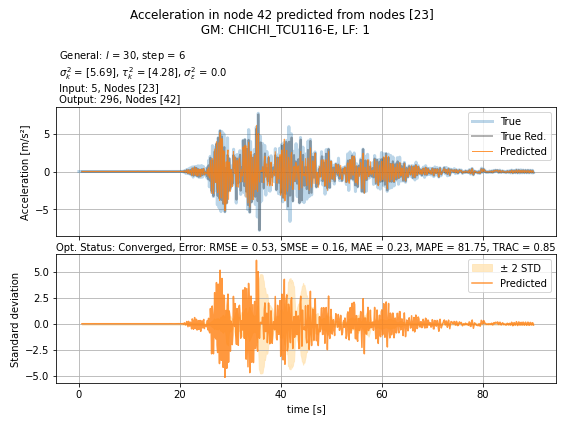 Acceleration in node 42 predicted from nodes [23]
GM: CHICHI_TCU116-E, LF: 1
General: l = 30, step = 6
σ²ₖ = [5.69], τ²ₖ = [4.28], σ²ε = 0.0
Input: 5, Nodes [23]
Output: 296, Nodes [42]
Acceleration [m/s²]
5
0
−5
True
True Red.
Predicted
Opt. Status: Converged, Error: RMSE = 0.53, SMSE = 0.16, MAE = 0.23, MAPE = 81.75, TRAC = 0.85
Standard deviation
5.0
2.5
0.0
−2.5
−5.0
± 2 STD
Predicted
0 20 40 60 80
time [s]